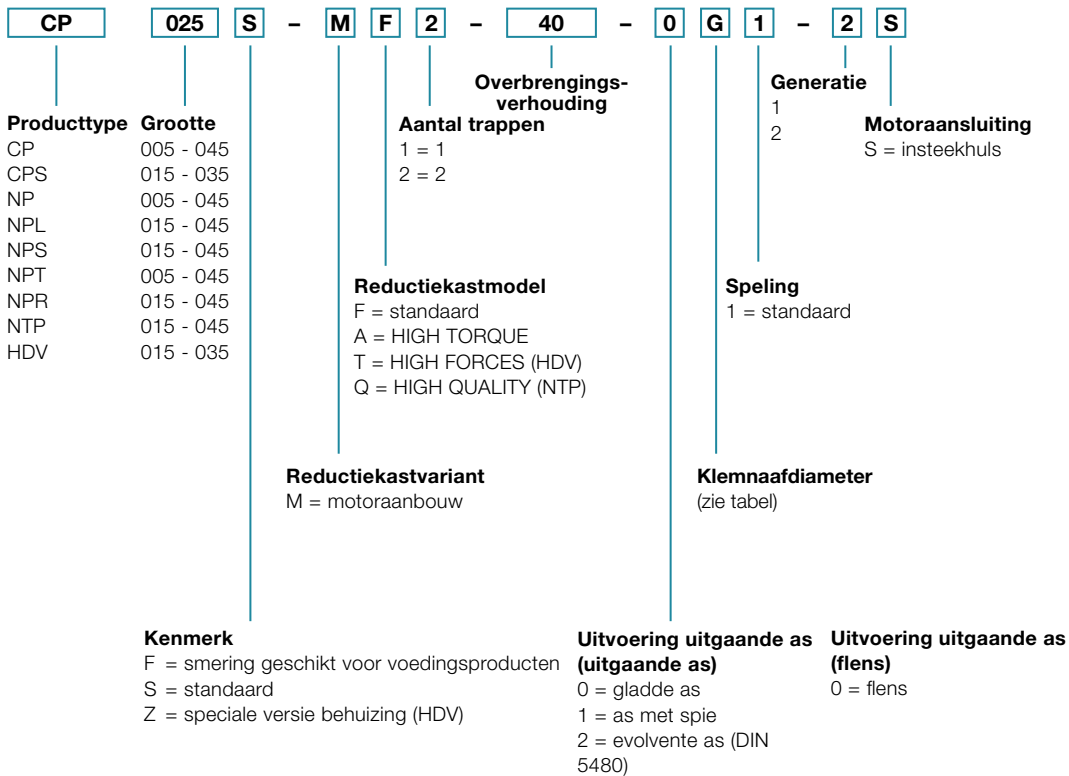 CP 025 S – M F 2 – 40 – 0 G 1 – 2 S
Overbrengings-
verhouding
Generatie
1
2
Producttype Grootte
CP 005 - 045
CPS 015 - 035
NP 005 - 045
NPL 015 - 045
NPS 015 - 045
NPT 005 - 045
NPR 015 - 045
NTP 015 - 045
HDV 015 - 035
Aantal trappen
1 = 1
2 = 2
Motoraansluiting
S = insteekhuls
Reductiekastmodel
F = standaard
A = HIGH TORQUE
T = HIGH FORCES (HDV)
Q = HIGH QUALITY (NTP)
Speling
1 = standaard
Reductiekastvariant
M = motoraanbouw
Klemnaafdiameter
(zie tabel)
Kenmerk
F = smering geschikt voor voedingsproducten
S = standaard
Z = speciale versie behuizing (HDV)
Uitvoering uitgaande as
(uitgaande as)
0 = gladde as
1 = as met spie
2 = evolvente as (DIN
5480)
Uitvoering uitgaande as
(flens)
0 = flens